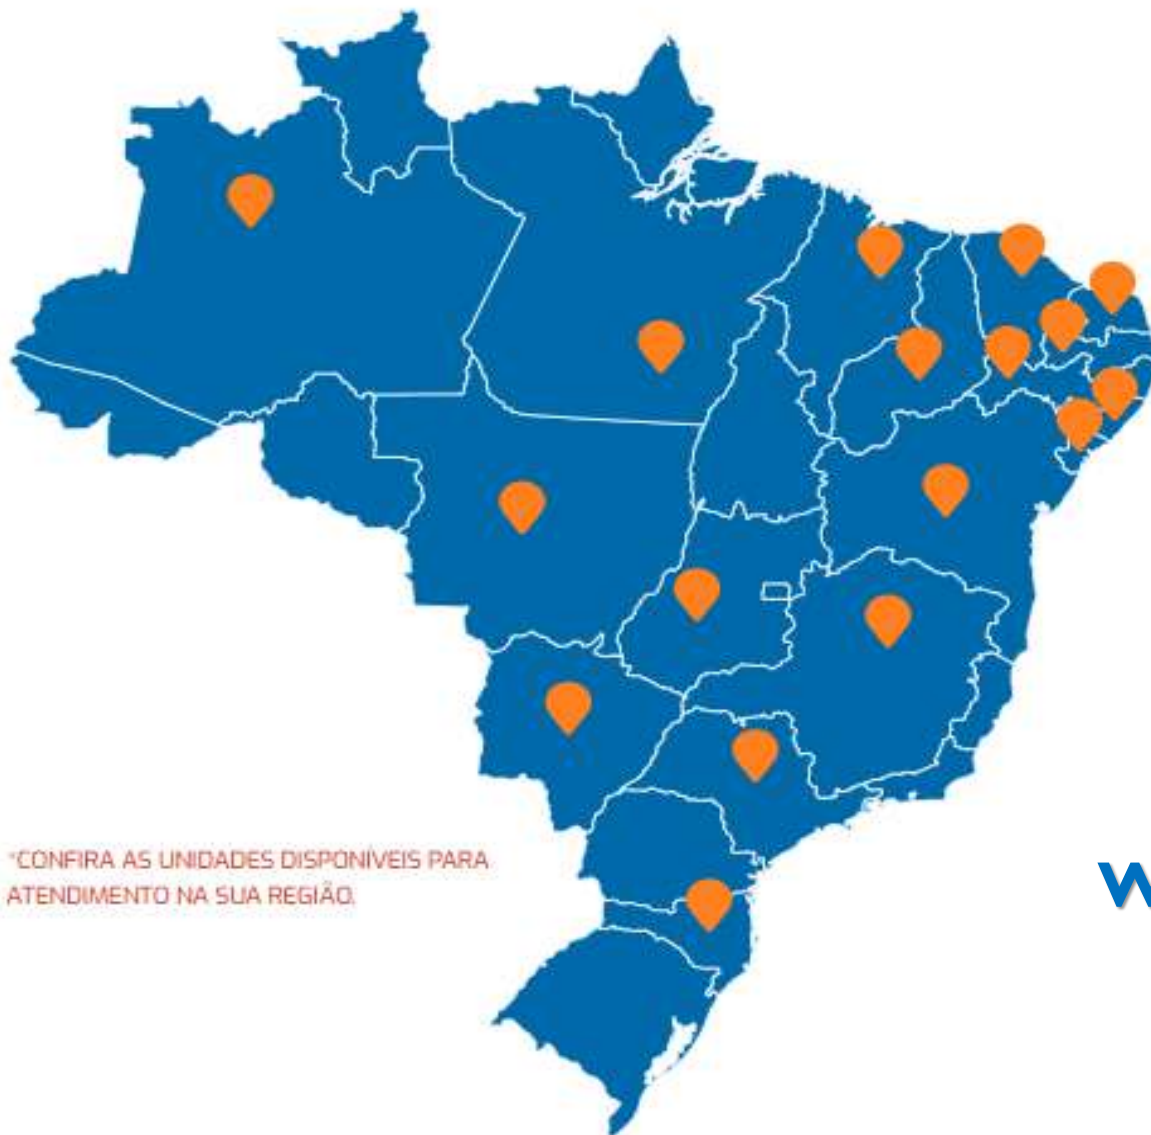 *CONFIRA AS UNIDADES DISPONÍVEIS PARA
ATENDIMENTO NA SUA REGIÃO.
W